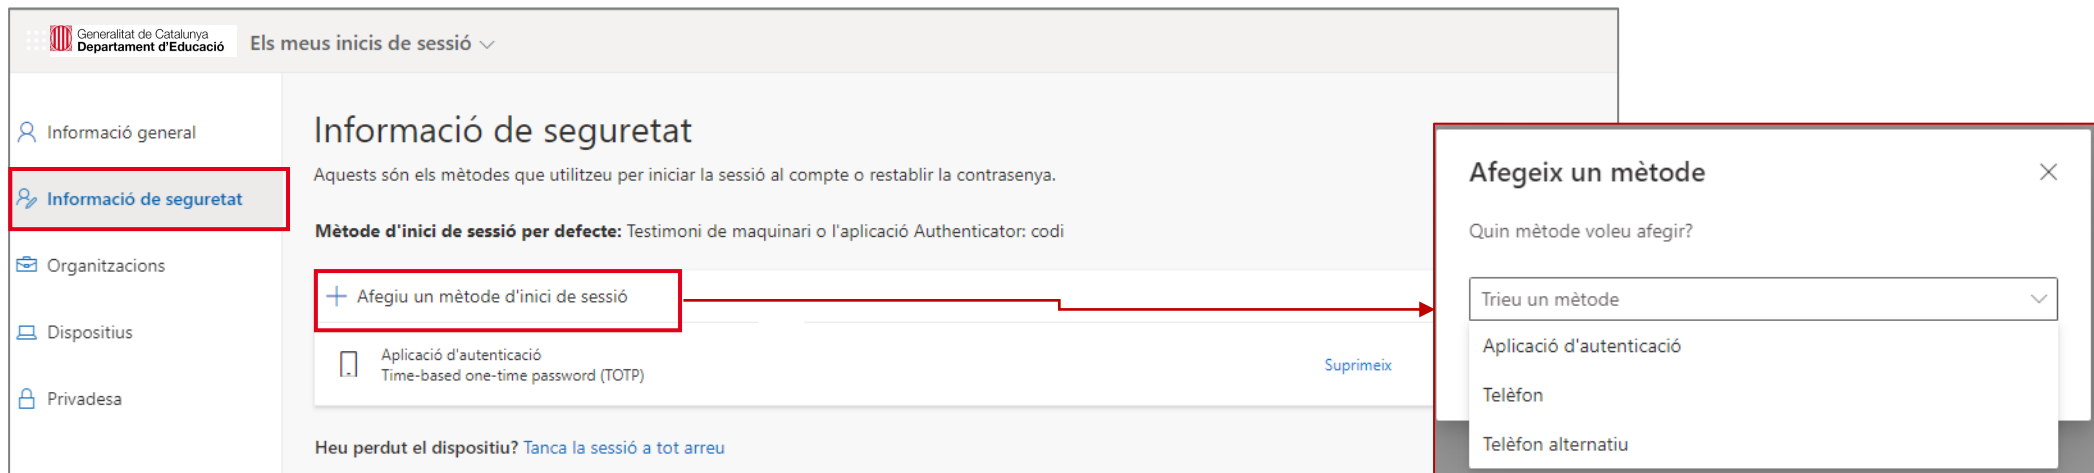 Generalitat de Catalunya
Departament d'Educació
Els meus inicis de sessió
Informació general
Informació de seguretat
Organitzacions
Dispositius
Privadesa
Informació de seguretat
Aquests són els mètodes que utilitzeu per iniciar la sessió al compte o restablir la contrasenya.
Mètode d'inici de sessió per defecte: Testimoni de maquinari o l'aplicació Authenticator: codi
Afegiu un mètode d'inici de sessió
Aplicació d'autenticació
Time-based one-time password (TOTP)
Suprimeix
Heu perdut el dispositiu? Tanca la sessió a tot arreu
Afegeix un mètode
Quin mètode voleu afegir?
Trieu un mètode
Aplicació d'autenticació
Telèfon
Telèfon alternatiu